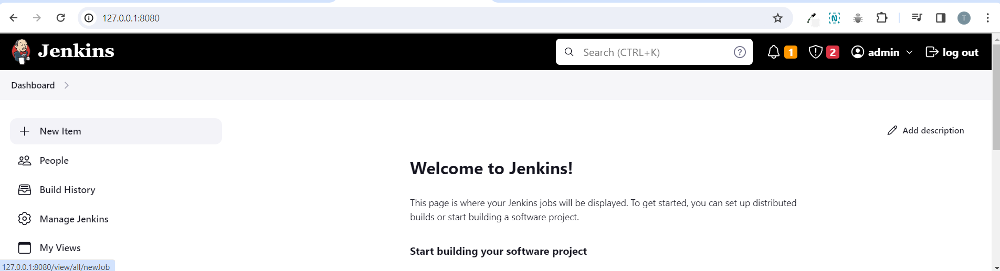 127.0.0.1:8080
T
Jenkins
Search (CTRL+K)
?
1
2
admin
log out
Dashboard
New Item
Add description
People
Welcome to Jenkins!
Build History
This page is where your Jenkins jobs will be displayed. To get started, you can set up distributed
builds or start building a software project.
Manage Jenkins
My Views
Start building your software project
127.0.0.1:8080/view/all/newJob